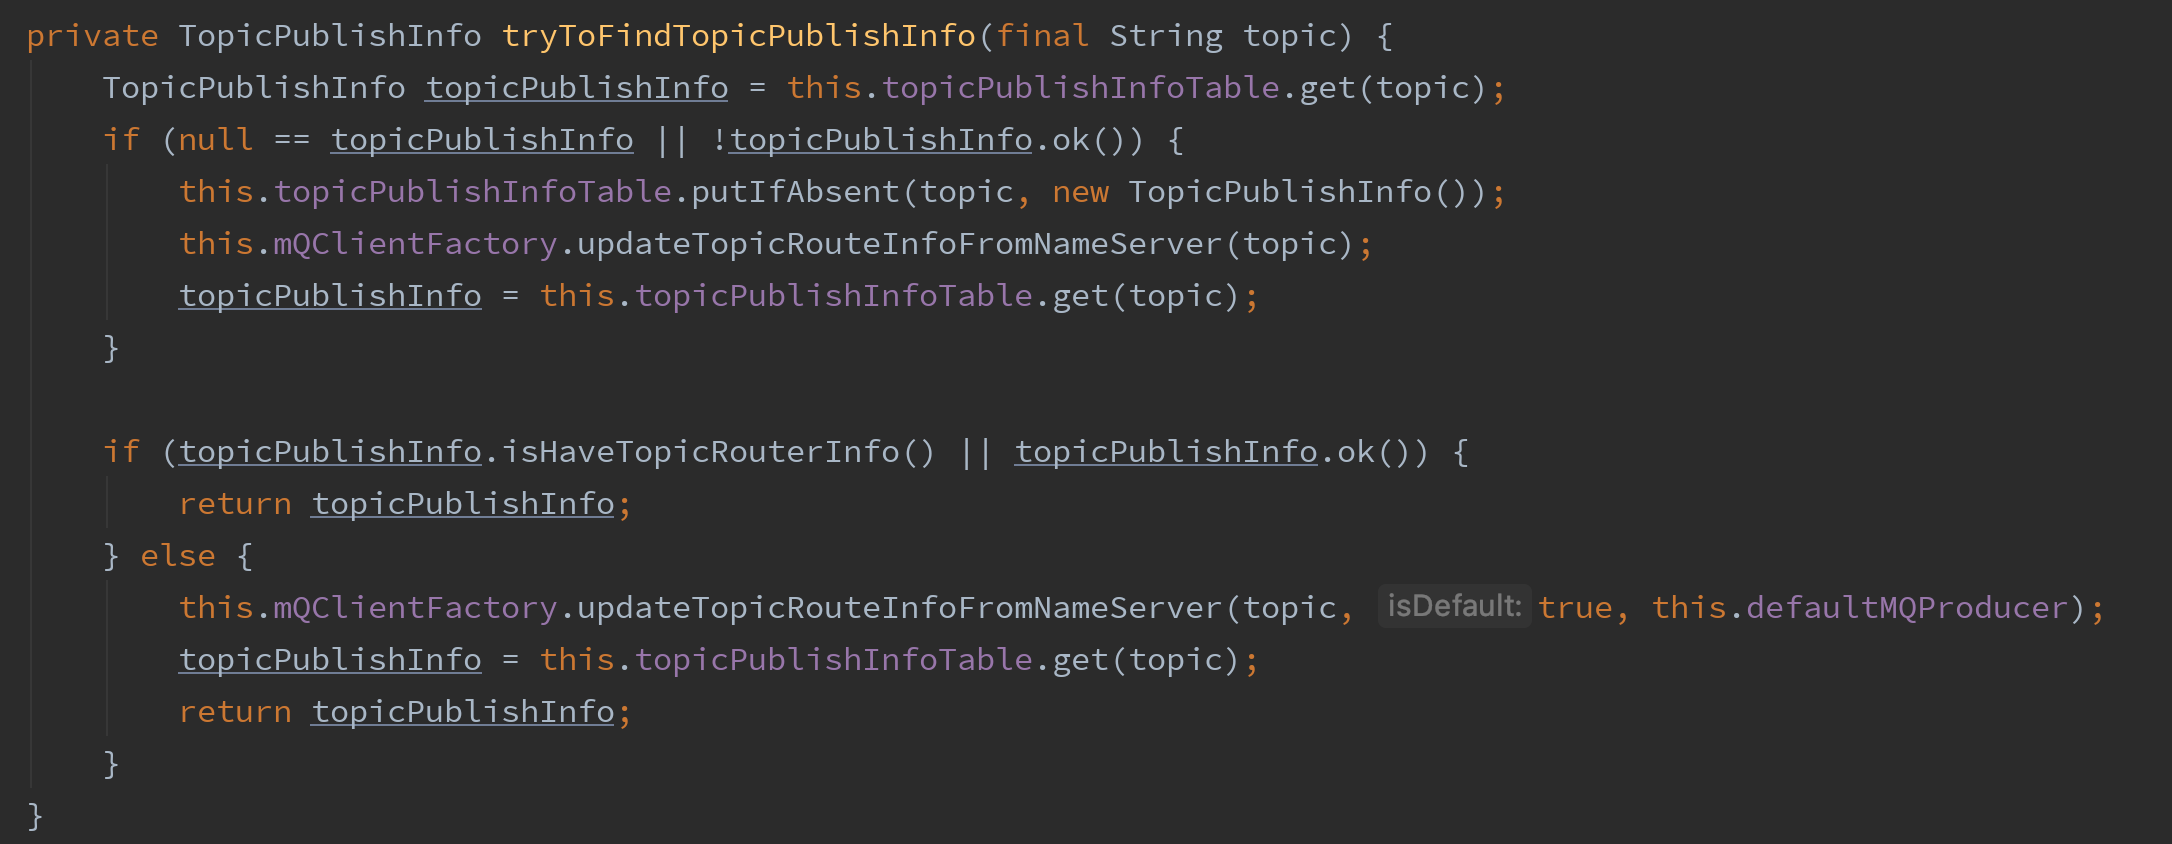 private TopicPublishInfo tryToFindTopicPublishInfo(final String topic) {
    TopicPublishInfo topicPublishInfo = this.topicPublishInfoTable.get(topic);
    if (null == topicPublishInfo || !topicPublishInfo.ok()) {
        this.topicPublishInfoTable.putIfAbsent(topic, new TopicPublishInfo());
        this.mQClientFactory.updateTopicRouteInfoFromNameServer(topic);
        topicPublishInfo = this.topicPublishInfoTable.get(topic);
    }

    if (topicPublishInfo.isHaveTopicRouterInfo() || topicPublishInfo.ok()) {
        return topicPublishInfo;
    } else {
        this.mQClientFactory.updateTopicRouteInfoFromNameServer(topic, isDefault: true, this.defaultMQProducer);
        topicPublishInfo = this.topicPublishInfoTable.get(topic);
        return topicPublishInfo;
    }
}